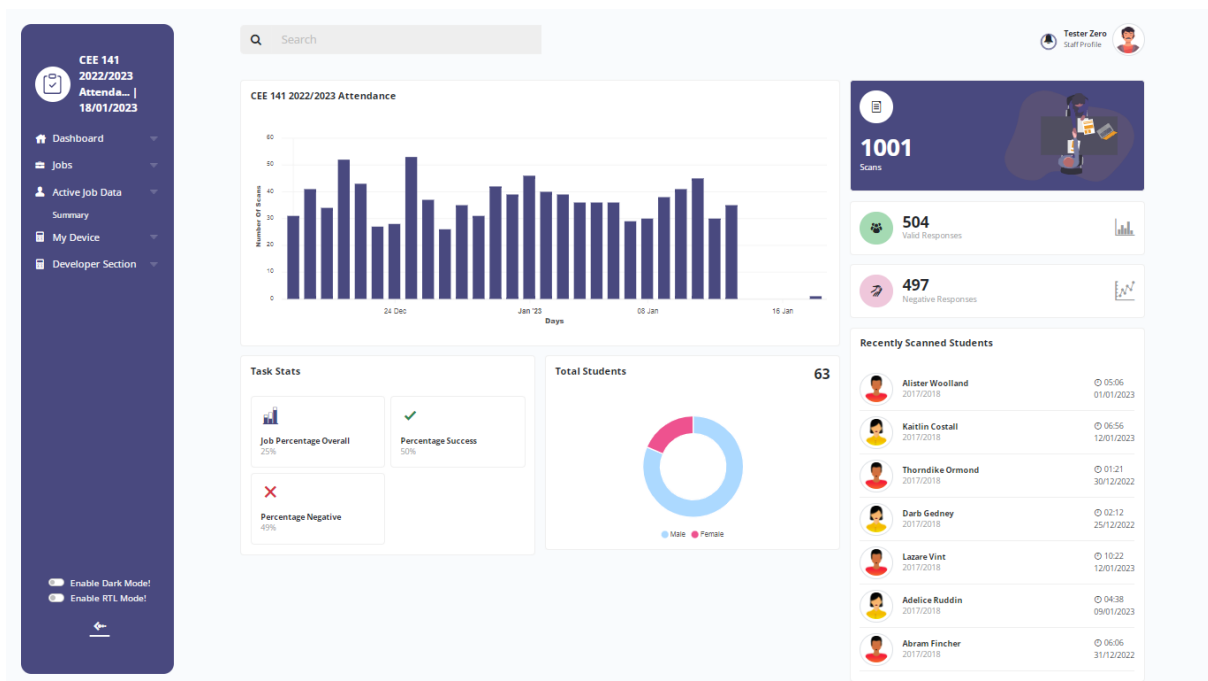 CEE 141
2022/2023
Attenda... |
18/01/2023
Dashboard
Jobs
Active Job Data
Summary
My Device
Developer Section
Enable Dark Mode!
Enable RTL Mode!
Search
Tester Zero
Staff Profile
CEE 141 2022/2023 Attendance
Number Of Scans
60
50
40
30
20
10
0
24 Dec
Jan '23
08 Jan
16 Jan
Days
1001
Scans
504
Valid Responses
497
Negative Responses
Task Stats
Job Percentage Overall
25%
Percentage Success
50%
Percentage Negative
49%
Total Students
63
Male
Female
Recently Scanned Students
Alister Woolland
2017/2018
05:06
01/01/2023
Kaitlin Costall
2017/2018
06:56
12/01/2023
Thorndike Ormond
2017/2018
01:21
30/12/2022
Darb Gedney
2017/2018
02:12
25/12/2022
Lazare Vint
2017/2018
10:22
12/01/2023
Adelice Ruddin
2017/2018
04:38
09/01/2023
Abram Fincher
2017/2018
06:06
31/12/2022